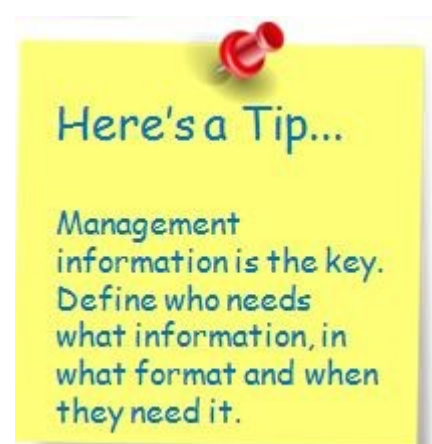 Here's a Tip...
Management
information is the key.
Define who needs
what information, in
what format and when
they need it.